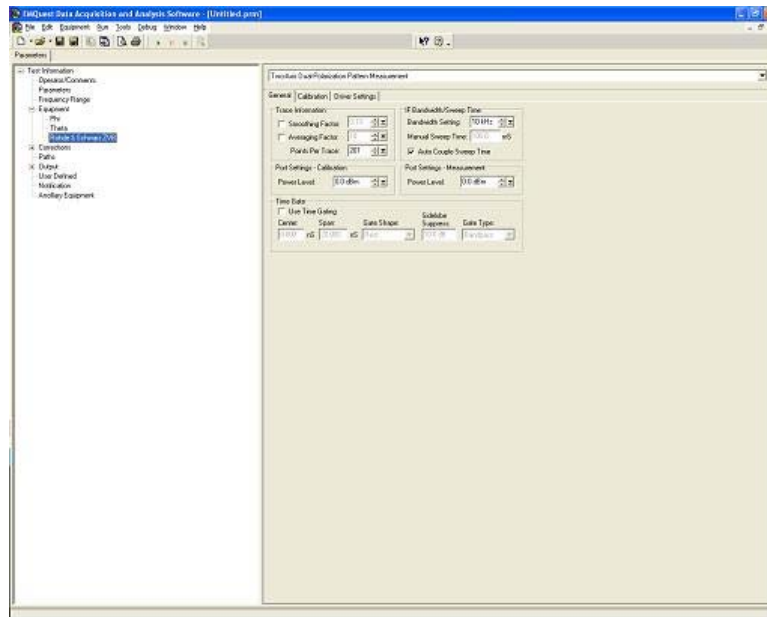 EMQuest Data Acquisition and Analysis Software - [Untitled.prm]
File Edit Equipment Run Tools Debug Window Help
Parameters
Test Information
Operator/Comments
Parameters
Frequency Range
Equipment
Phi
Theta
Rohde & Schwarz ZVR
Corrections
Paths
Output
User Defined
Notification
Ancillary Equipment
Two Axis Dual Polarization Pattern Measurement
General Calibration Driver Settings
Trace Information
Smoothing Factor
Averaging Factor
Points Per Trace: 201
IF Bandwidth/Sweep Time
Bandwidth Setting: 10 kHz
Manual Sweep Time: 100.0 mS
Auto Couple Sweep Time
Port Settings - Calibration
Power Level: 0.0 dBm
Port Settings - Measurement
Power Level: 0.0 dBm
Time Gate
Use Time Gating
Center: Span: Gate Shape: Sidelobe Suppress: Gate Type:
nS nS